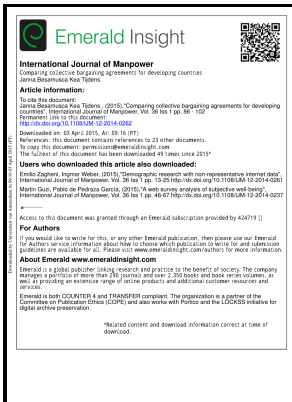 Emerald Insight
International Journal of Manpower
Comparing collective bargaining agreements for developing countries
Janna Besamusca Kea Tijdens
Article information:
To cite this document:
Janna Besamusca Kea Tijdens , (2015),"Comparing collective bargaining agreements for developing
countries", International Journal of Manpower, Vol. 36 Iss 1 pp. 86 - 102
Permanent link to this document:
http://dx.doi.org/10.1108/IJM-12-2014-0262
Downloaded on: 03 April 2015, At: 09:16 (PT)
References: this document contains references to 23 other documents.
To copy this document: permissions@emeraldinsight.com
The fulltext of this document has been downloaded 49 times since 2015*
Users who downloaded this article also downloaded:
Emilio Zagheni, Ingmar Weber, (2015),"Demographic research with non-representative internet data",
International Journal of Manpower, Vol. 36 Iss 1 pp. 13-25 http://dx.doi.org/10.1108/IJM-12-2014-0261
Martin Guzi, Pablo de Pedraza García, (2015),"A web survey analysis of subjective well-being",
International Journal of Manpower, Vol. 36 Iss 1 pp. 48-67 http://dx.doi.org/10.1108/IJM-12-2014-0237
Access to this document was granted through an Emerald subscription provided by 424719 []
For Authors
If you would like to write for this, or any other Emerald publication, then please use our Emerald
for Authors service information about how to choose which publication to write for and submission
guidelines are available for all. Please visit www.emeraldinsight.com/authors for more information.
About Emerald www.emeraldinsight.com
Emerald is a global publisher linking research and practice to the benefit of society. The company
manages a portfolio of more than 290 journals and over 2,350 books and book series volumes, as
well as providing an extensive range of online products and additional customer resources and
services.
Emerald is both COUNTER 4 and TRANSFER compliant. The organization is a partner of the
Committee on Publication Ethics (COPE) and also works with Portico and the LOCKSS initiative for
digital archive preservation.
*Related content and download information correct at time of
download.
Downloaded by Universiteit van Amsterdam At 09:16 03 April 2015 (PT)